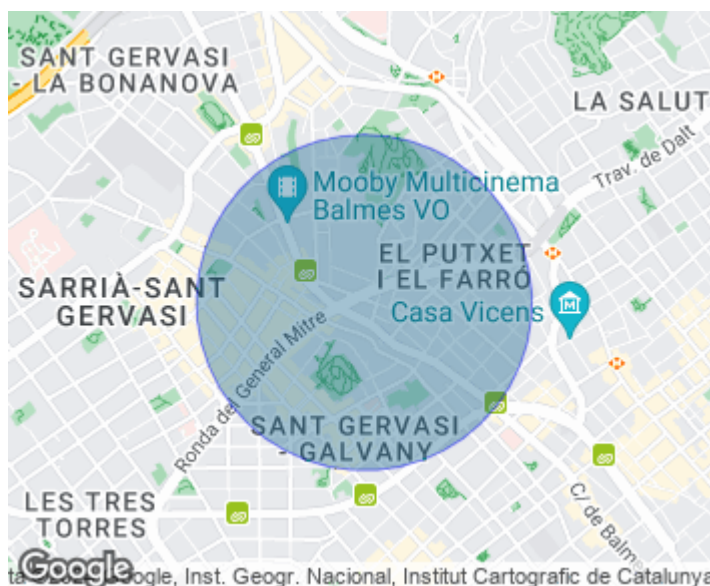 SANT GERVASI
- LA BONANOVA
LA SALUT
Trav. de Dalt
Mooby Multicinema
Balmes VO
EL PUTXET
I EL FARRÓ
SARRIÀ-SANT
GERVASI
Casa Vicens
Ronda del General Mitre
SANT GERVASI
- GALVANY
LES TRES
TORRES
C/ de Balm
Google
Google, Inst. Geogr. Nacional, Institut Cartografic de Catalunya